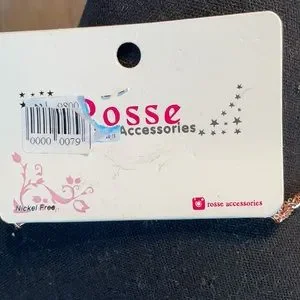 Rosse
Accessories
0000 0079
Nickel Free
rosse accessories